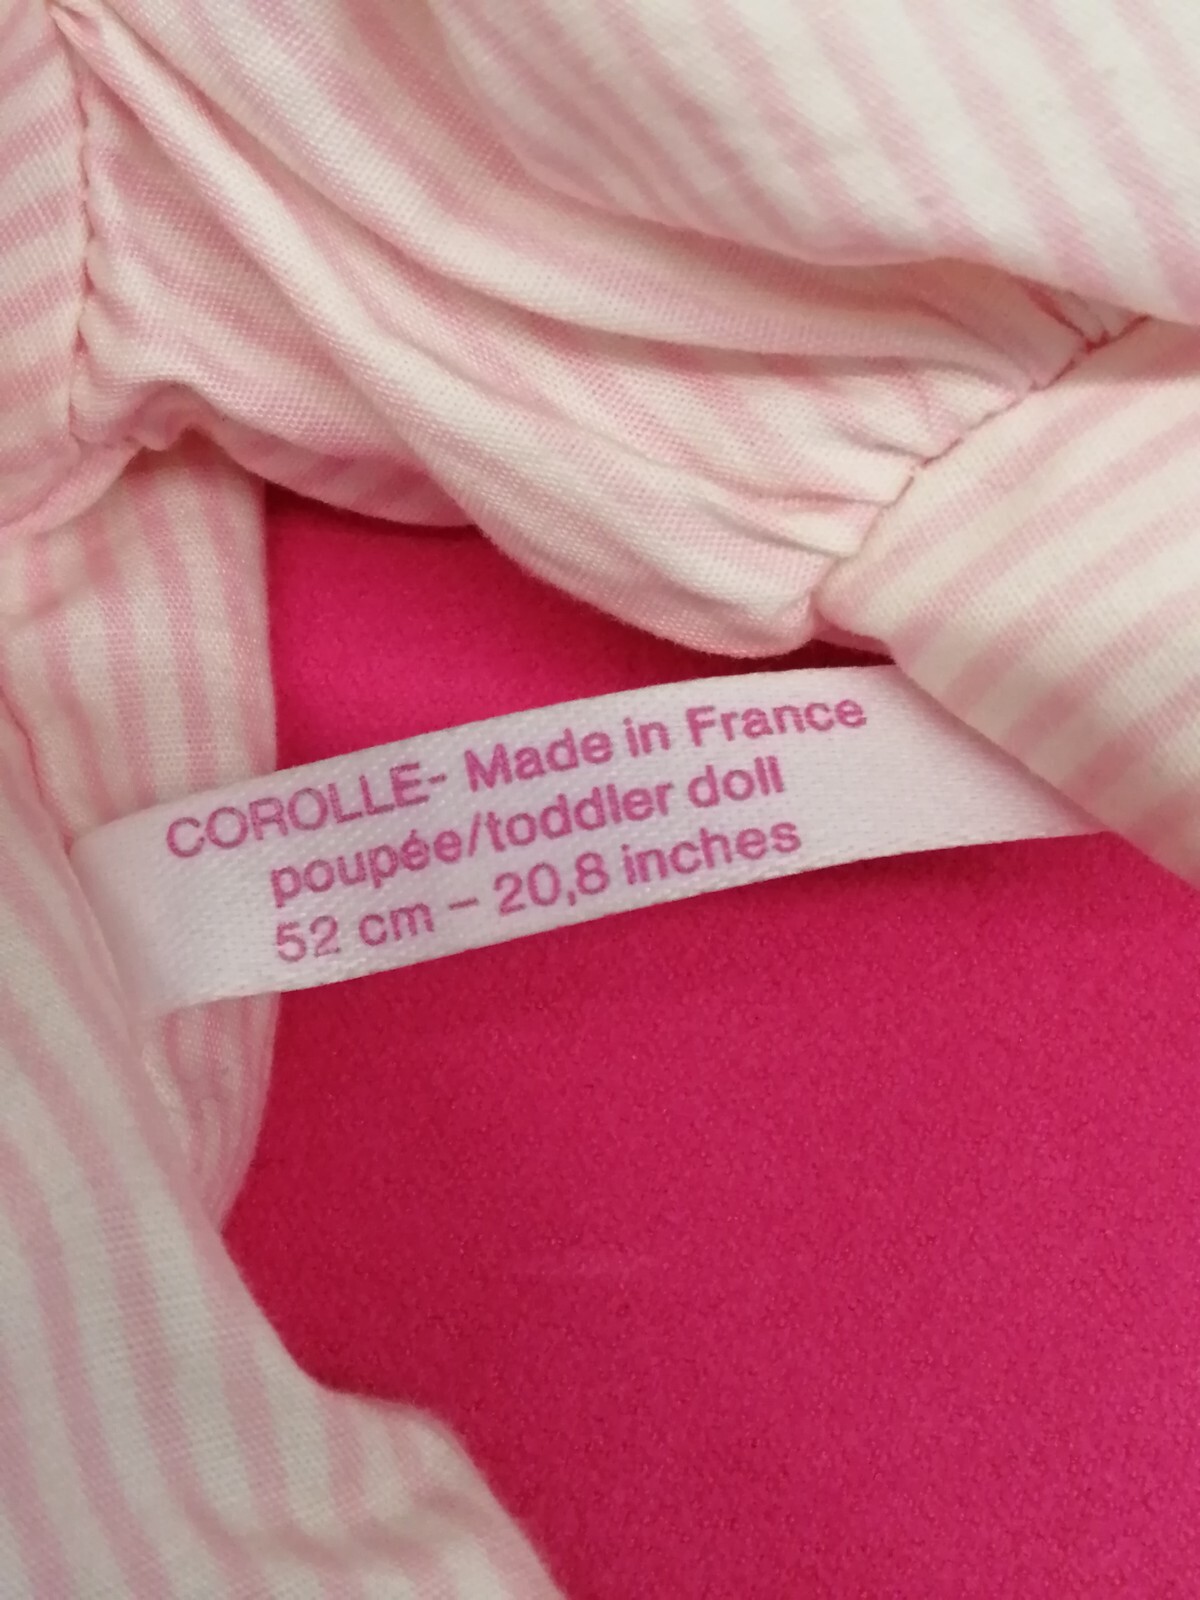 COROLLE- Made in France
poupée/toddler doll
52 cm – 20,8 inches